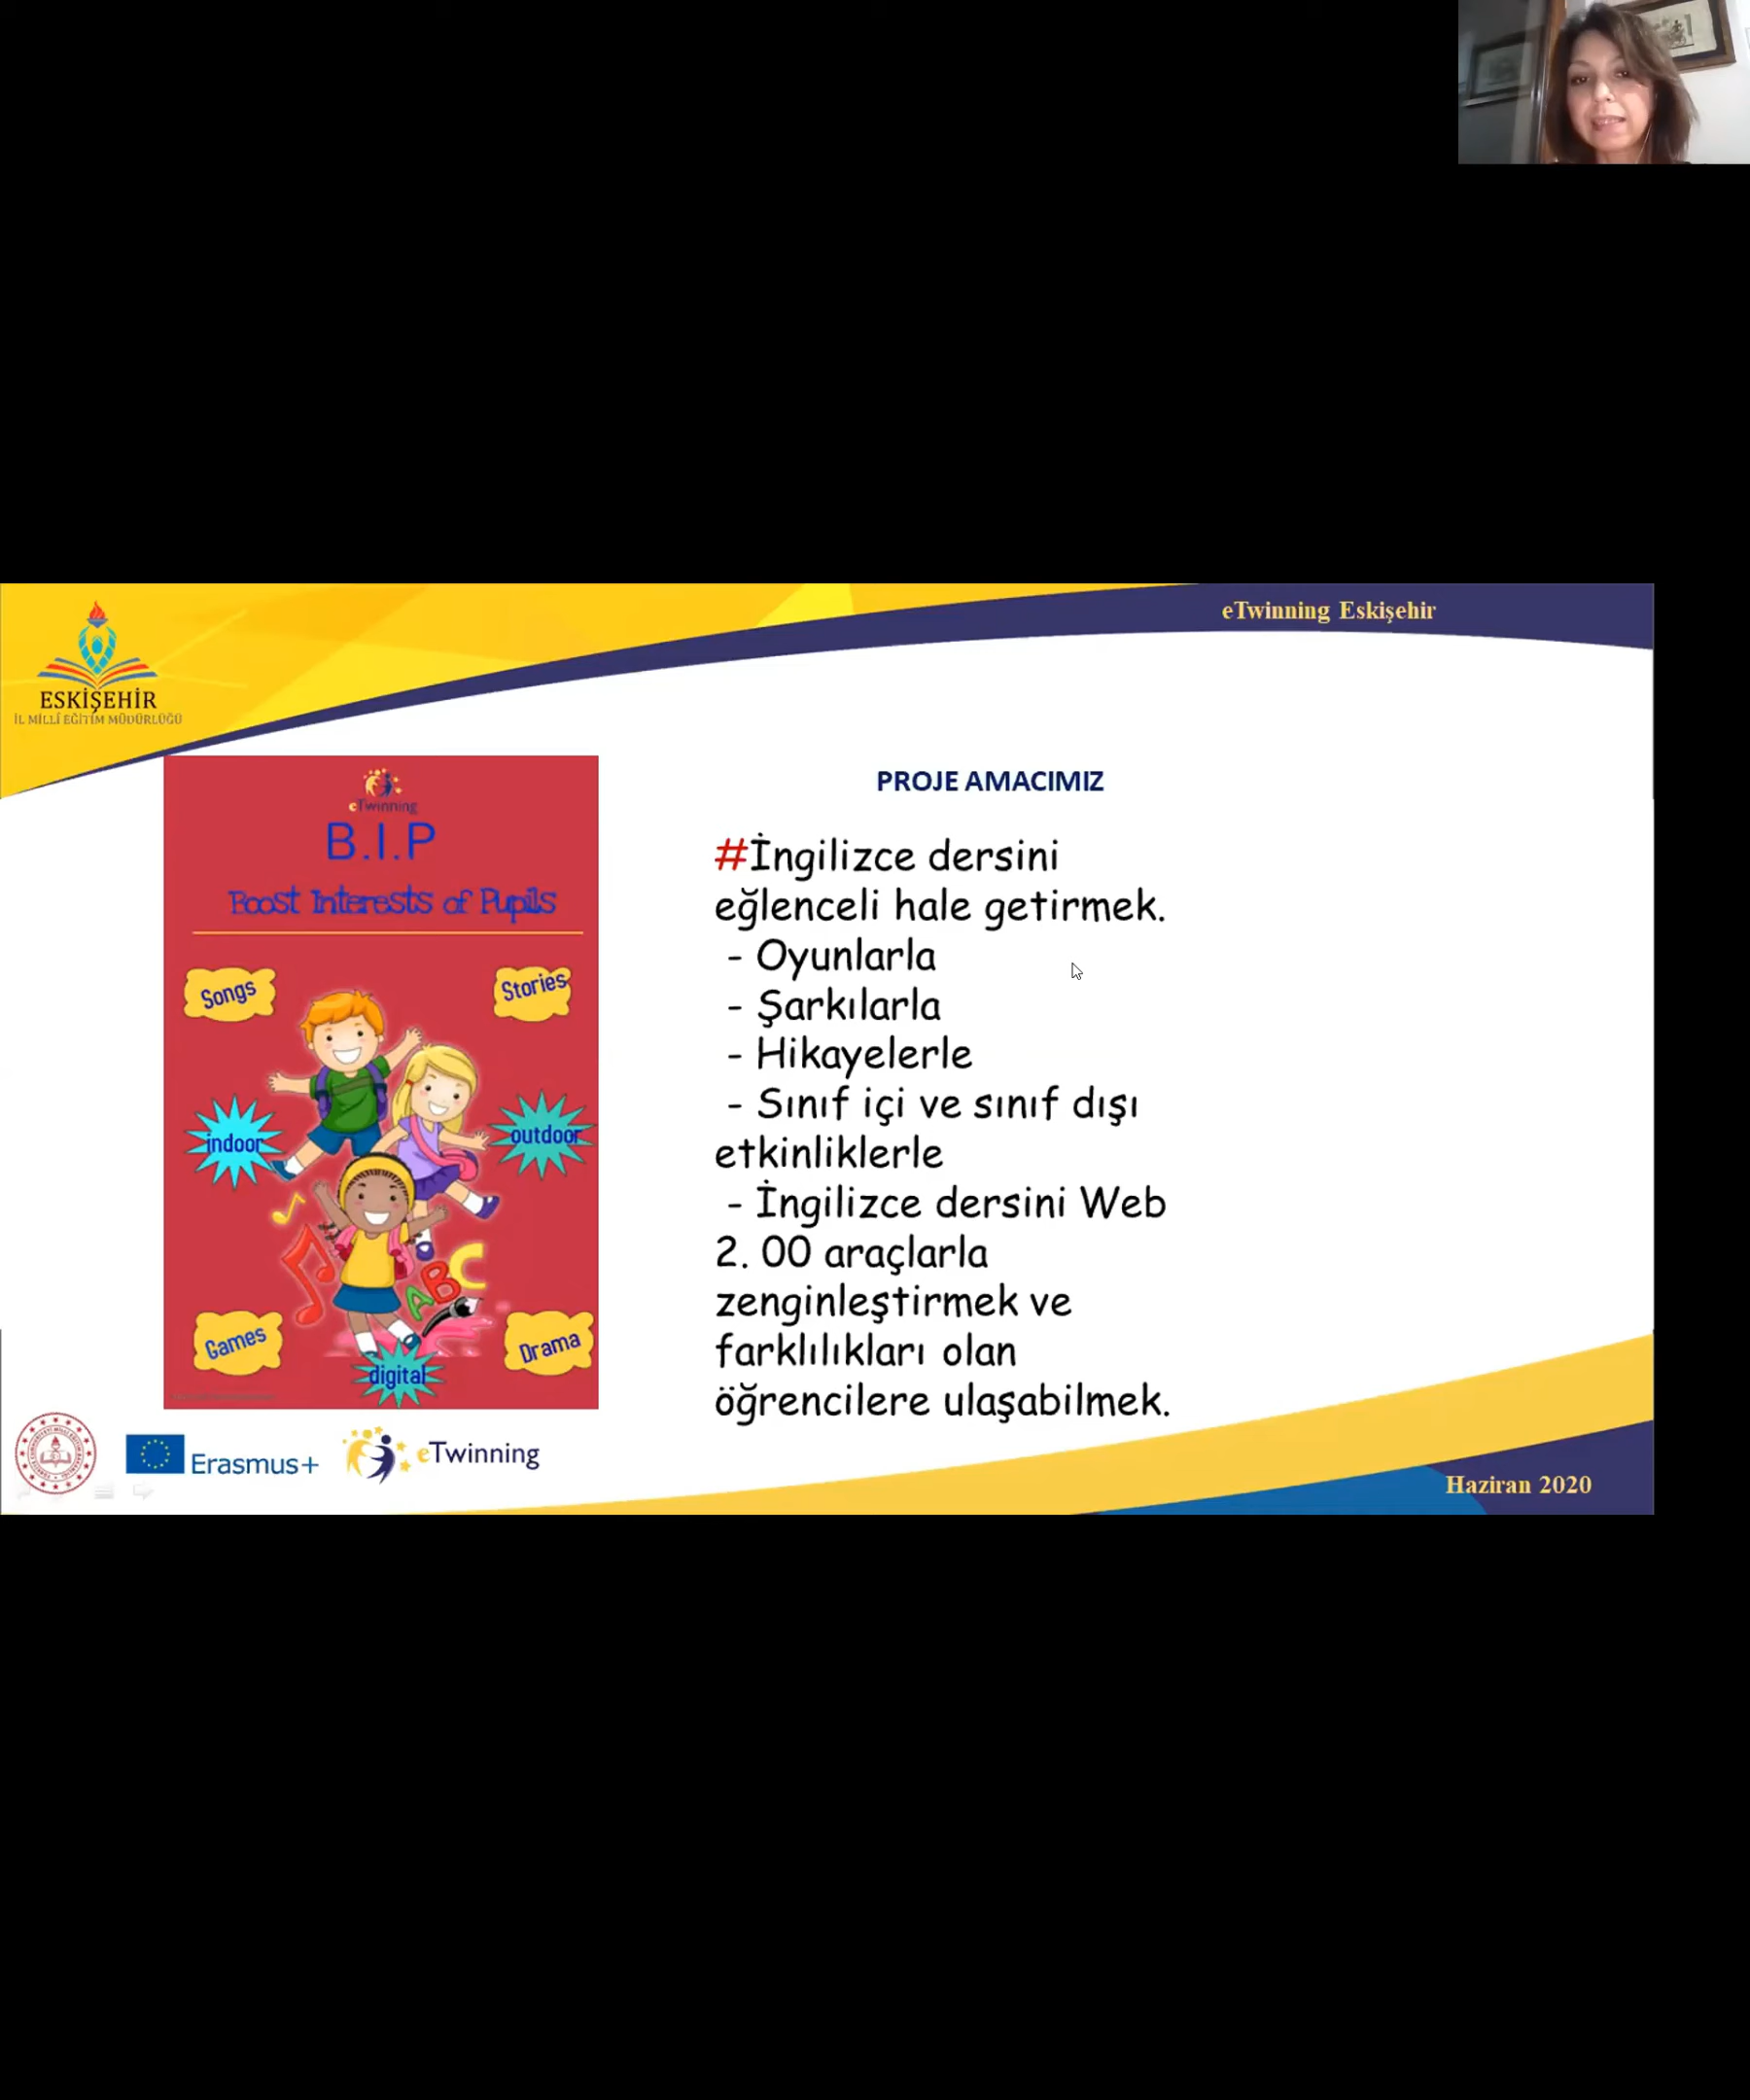 eTwinning Eskişehir
ESKİŞEHİR
İL MİLLÎ EĞİTİM MÜDÜRLÜĞÜ
eTwinning
B.I.P
Boost Interests of Pupils
Songs
Stories
indoor
outdoor
ABC
Games
Drama
digital
PROJE AMACIMIZ
#İngilizce dersini
eğlenceli hale getirmek.
- Oyunlarla
- Şarkılarla
- Hikayelerle
- Sınıf içi ve sınıf dışı
etkinliklerle
- İngilizce dersini Web
2. 00 araçlarla
zenginleştirmek ve
farklılıkları olan
öğrencilere ulaşabilmek.
Erasmus+
eTwinning
Haziran 2020